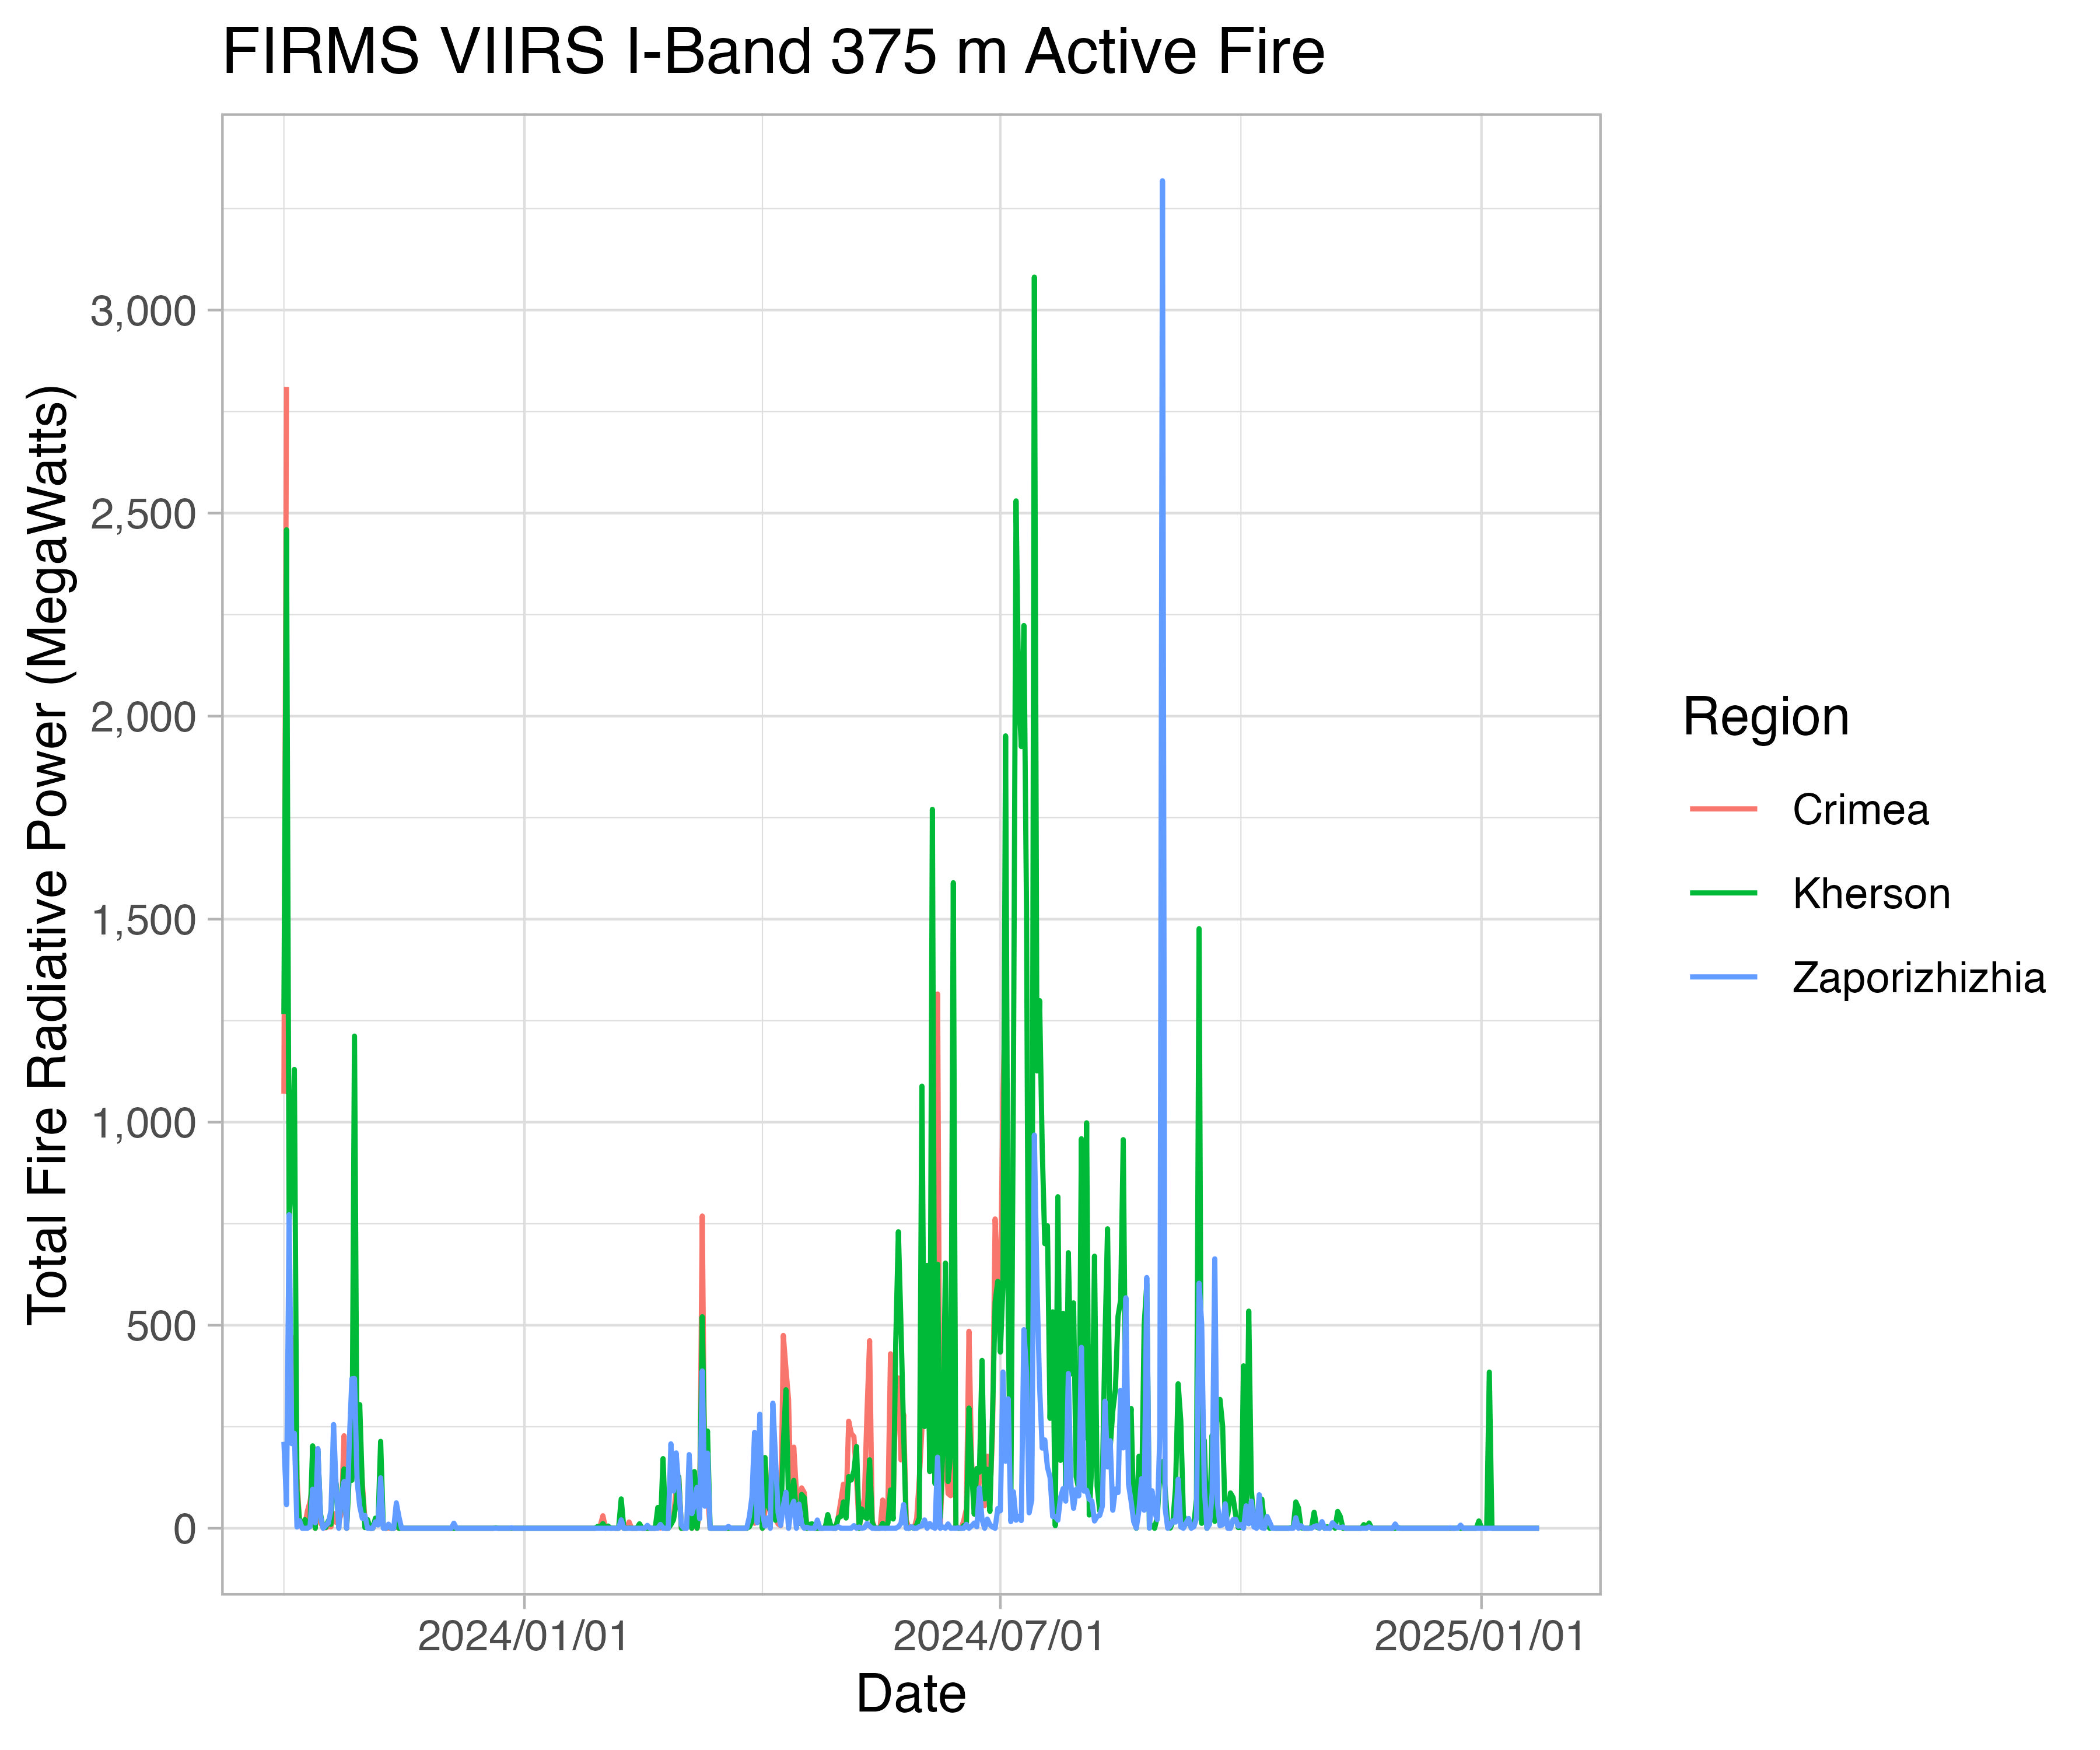 FIRMS VIIRS I-Band 375 m Active Fire
Total Fire Radiative Power (MegaWatts)
3,000
2,500
2,000
1,500
1,000
500
0
2024/01/01
2024/07/01
2025/01/01
Date
Region
Crimea
Kherson
Zaporizhizhia